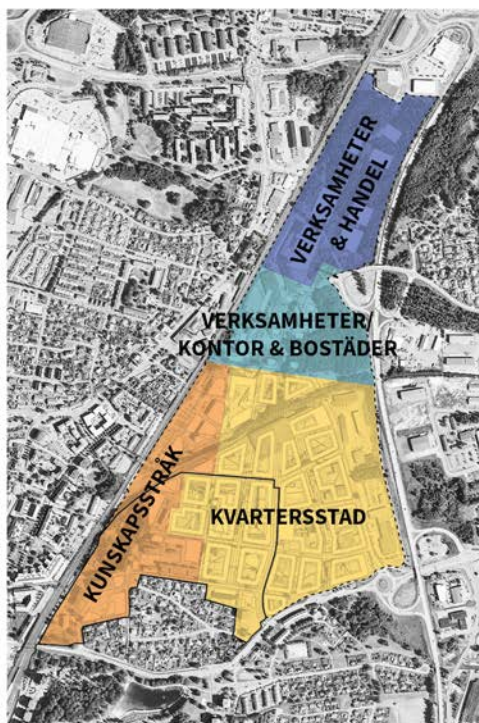 VERKSAMHETER
& HANDEL
VERKSAMHETER/
KONTOR & BOSTÄDER
KUNSKAPSSTRÅK
KVARTERSSTAD